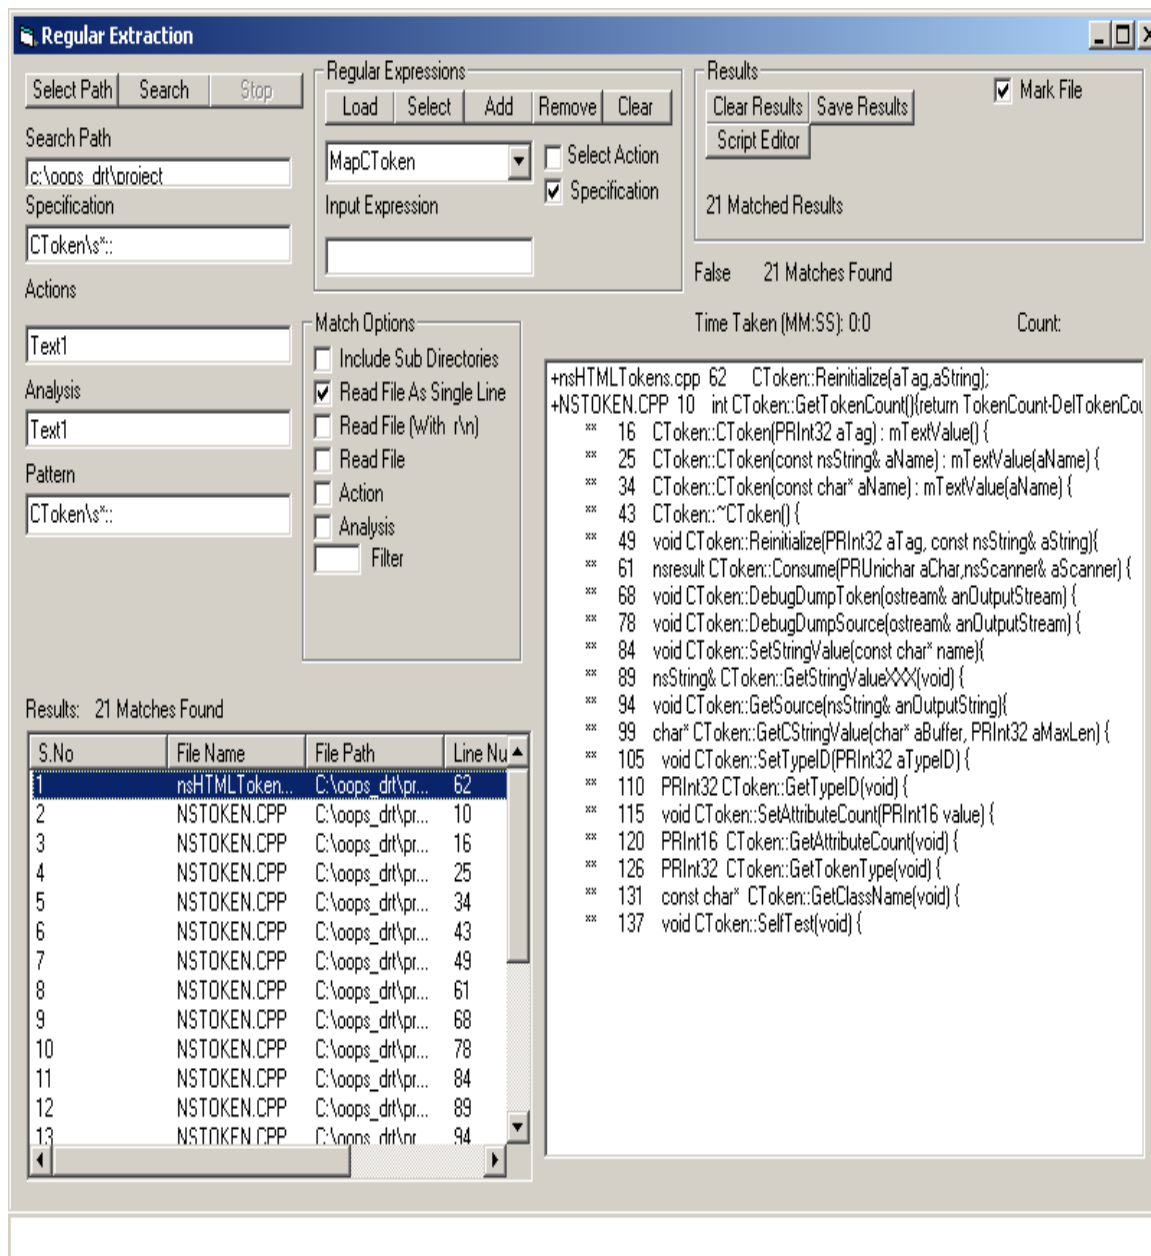 Regular Extraction
Select Path Search Stop
Search Path
c:\oops_drt\project
Specification
CToken\s*::
Actions
Text1
Analysis
Text1
Pattern
CToken\s*::
Regular Expressions
Load Select Add Remove Clear
MapCToken
Select Action
Specification
Input Expression
Match Options
Include Sub Directories
Read File As Single Line
Read File (With r\n)
Read File
Action
Analysis
Filter
Results
Clear Results Save Results
Mark File
Script Editor
21 Matched Results
False 21 Matches Found
Time Taken (MM:SS): 0:0 Count:
+nsHTMLTokens.cpp 62 CToken::Reinitialize(aTag,aString);
+NSTOKEN.CPP 10 int CToken::GetTokenCount(){return TokenCount-DelTokenCou
** 16 CToken::CToken(PRInt32 aTag) : mTextValue() {
** 25 CToken::CToken(const nsString& aName) : mTextValue(aName) {
** 34 CToken::CToken(const char* aName) : mTextValue(aName) {
** 43 CToken::~CToken() {
** 49 void CToken::Reinitialize(PRInt32 aTag, const nsString& aString){
** 61 nsresult CToken::Consume(PRUnichar aChar,nsScanner& aScanner) {
** 68 void CToken::DebugDumpToken(ostream& anOutputStream) {
** 78 void CToken::DebugDumpSource(ostream& anOutputStream) {
** 84 void CToken::SetStringValue(const char* name){
** 89 nsString& CToken::GetStringValueXXX(void) {
** 94 void CToken::GetSource(nsString& anOutputString){
** 99 char* CToken::GetCStringValue(char* aBuffer, PRInt32 aMaxLen) {
** 105 void CToken::SetTypeID(PRInt32 aTypeID) {
** 110 PRInt32 CToken::GetTypeID(void) {
** 115 void CToken::SetAttributeCount(PRInt16 value) {
** 120 PRInt16 CToken::GetAttributeCount(void) {
** 126 PRInt32 CToken::GetTokenType(void) {
** 131 const char* CToken::GetClassName(void) {
** 137 void CToken::SelfTest(void) {
Results: 21 Matches Found
S.No File Name File Path Line Nu
1 nsHTMLToken... C:\oops_drt\pr... 62
2 NSTOKEN.CPP C:\oops_drt\pr... 10
3 NSTOKEN.CPP C:\oops_drt\pr... 16
4 NSTOKEN.CPP C:\oops_drt\pr... 25
5 NSTOKEN.CPP C:\oops_drt\pr... 34
6 NSTOKEN.CPP C:\oops_drt\pr... 43
7 NSTOKEN.CPP C:\oops_drt\pr... 49
8 NSTOKEN.CPP C:\oops_drt\pr... 61
9 NSTOKEN.CPP C:\oops_drt\pr... 68
10 NSTOKEN.CPP C:\oops_drt\pr... 78
11 NSTOKEN.CPP C:\oops_drt\pr... 84
12 NSTOKEN.CPP C:\oops_drt\pr... 89
13 NSTOKEN.CPP C:\oops_drt\pr 94